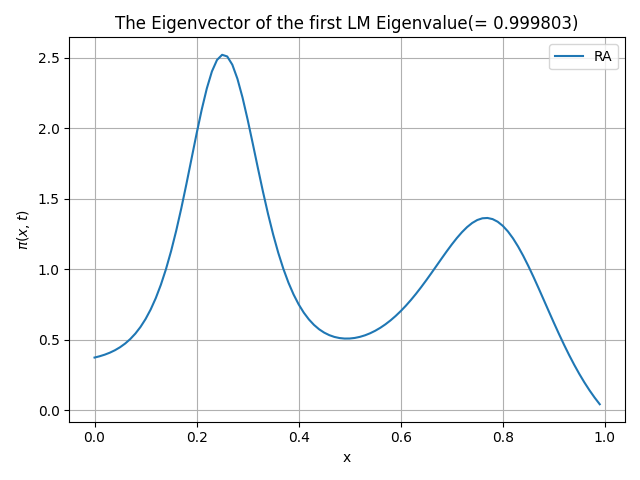 The Eigenvector of the first LM Eigenvalue(= 0.999803)
RA
2.5
2.0
1.5
1.0
0.5
0.0
π(x, t)
0.0 0.2 0.4 0.6 0.8 1.0
x